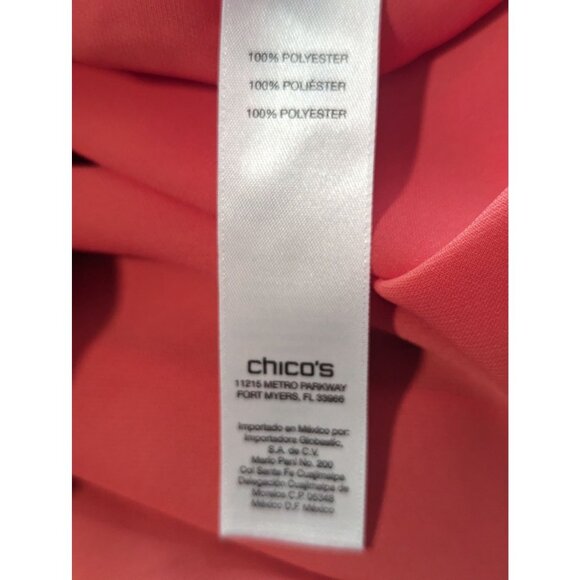 100% POLYESTER
100% POLIÉSTER
100% POLYESTER
chico's
11215 METRO PARKWAY
FORT MYERS, FL 33966
Importado en México por:
Importadora
S.A. de C.V.
Mario Pani No. 200
Col Santa Fe Cuajimalpa
Delegación Cuajimalpa de
Morelos C.P. 05348
México D.F. México